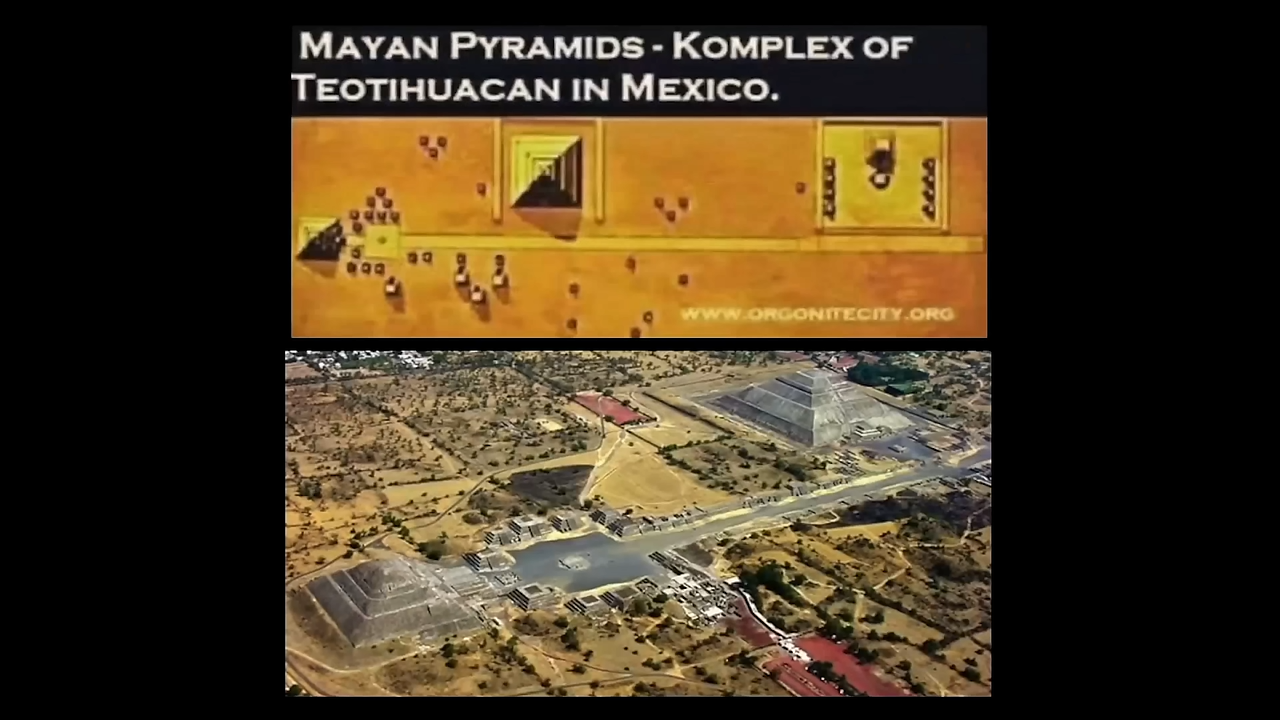 MAYAN PYRAMIDS - KOMPLEX OF
TEOTIHUACAN IN MEXICO.
WWW.ORGONITECITY.ORG